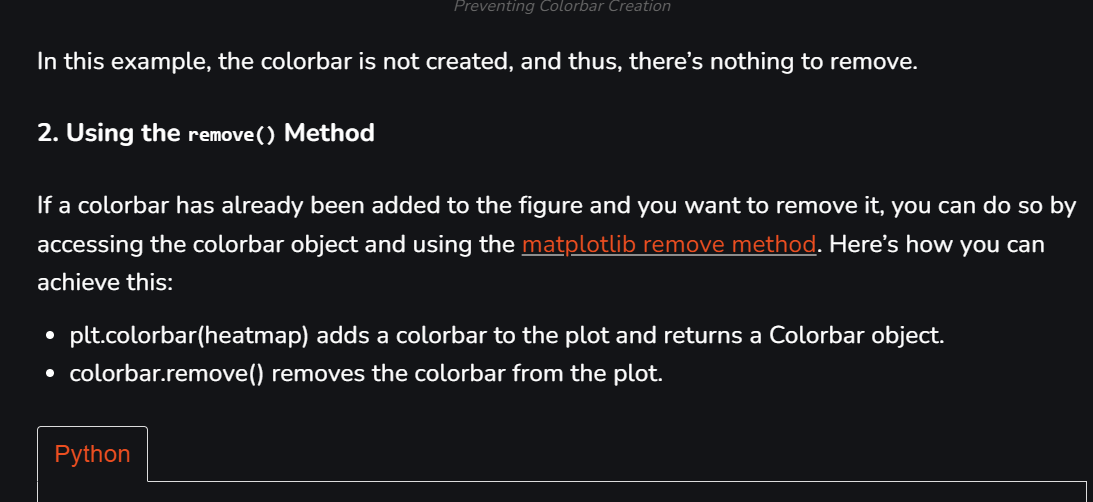 Preventing Colorbar Creation
In this example, the colorbar is not created, and thus, there’s nothing to remove.
2. Using the remove() Method
If a colorbar has already been added to the figure and you want to remove it, you can do so by
accessing the colorbar object and using the matplotlib remove method. Here’s how you can
achieve this:
• plt.colorbar(heatmap) adds a colorbar to the plot and returns a Colorbar object.
• colorbar.remove() removes the colorbar from the plot.
Python